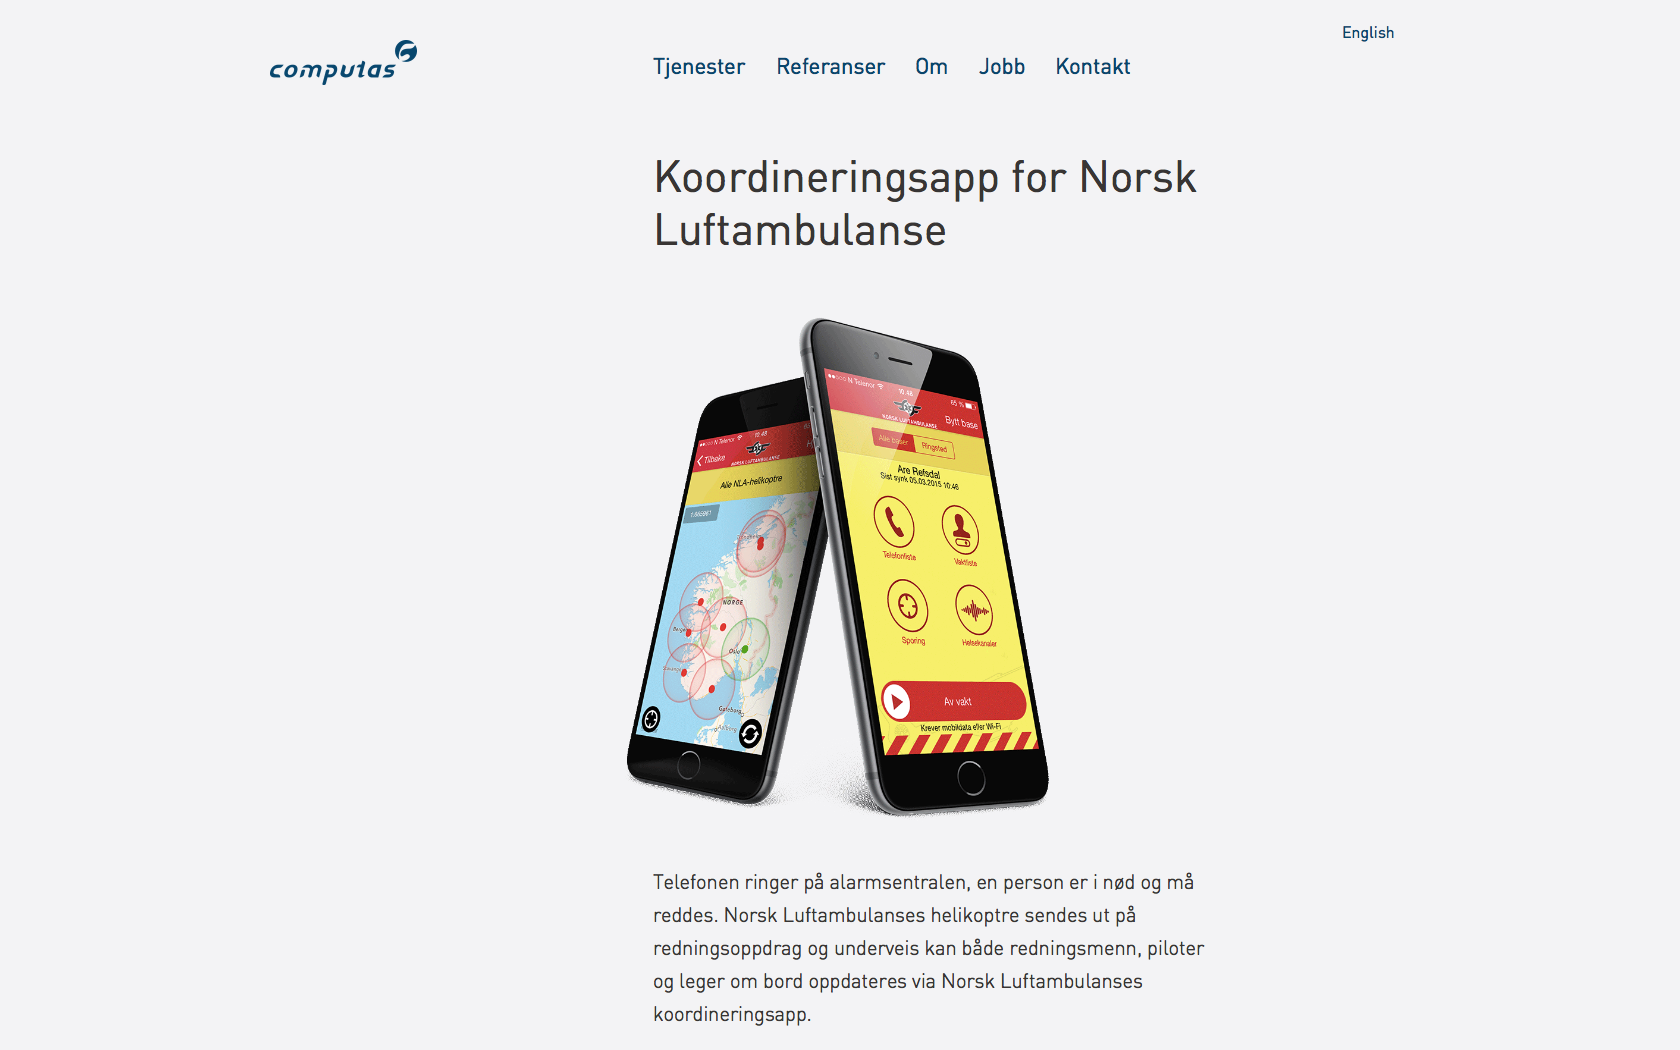 English
computas
Tjenester Referanser Om Jobb Kontakt
Koordineringsapp for Norsk
Luftambulanse
N Telenor 10.48
Tilbake
NORSK LUFTAMBULANSE
Alle NLA-helikoptre
NORGE
Bergen
Oslo
Göteborg
N Telenor 10.48 65 %
NORSK LUFTAMBULANSE
Bytt base
Alle baser Ringsted
Are Refsdal
Sist synk 05.03.2015 10:46
Telefonliste Vaktliste
Sporing Helsekanaler
Av vakt
Krever mobildata eller Wi-Fi
Telefonen ringer på alarmsentralen, en person er i nød og må
reddes. Norsk Luftambulanses helikoptre sendes ut på
redningsoppdrag og underveis kan både redningsmenn, piloter
og leger om bord oppdateres via Norsk Luftambulanses
koordineringsapp.